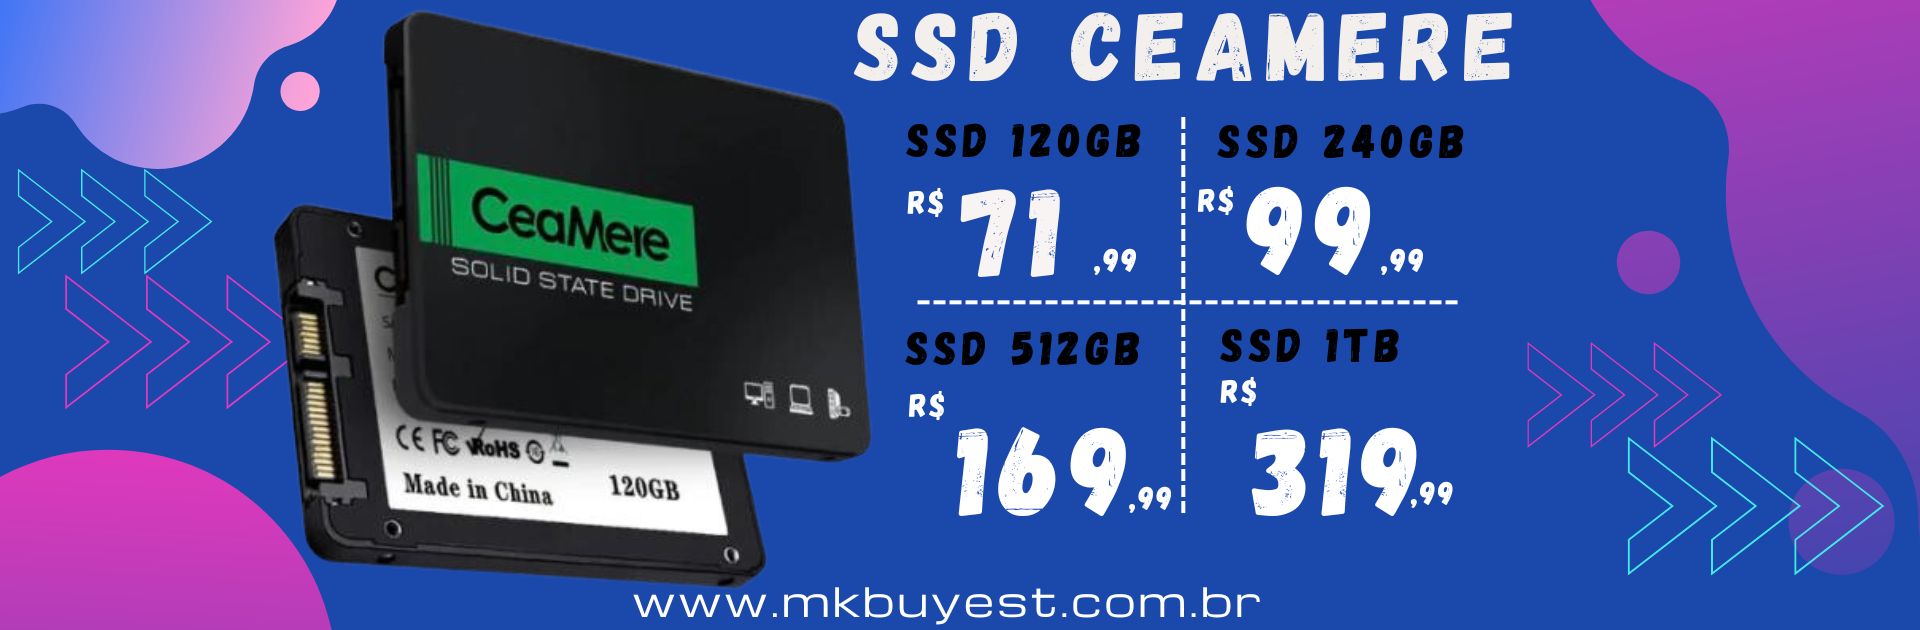 SSD CEAMERE
SSD 120GB
R$ 71,99
SSD 240GB
R$ 99,99
SSD 512GB
R$ 169,99
SSD 1TB
R$ 319,99
CeaMere
SOLID STATE DRIVE
CE FC RoHS
Made in China 120GB
www.mkbuyest.com.br